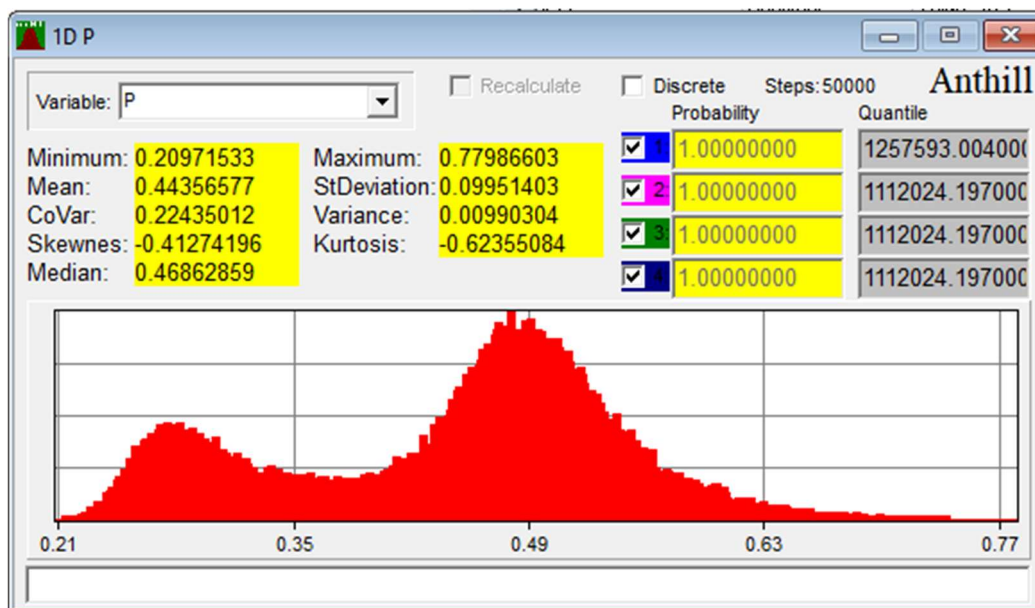 1D P
Variable: P
Recalculate
Discrete
Steps: 50000
Anthill
Probability
Quantile
Minimum: 0.20971533
Maximum: 0.77986603
1: 1.00000000 1257593.00400
Mean: 0.44356577
StDeviation: 0.09951403
2: 1.00000000 1112024.19700
CoVar: 0.22435012
Variance: 0.00990304
3: 1.00000000 1112024.19700
Skewnes: -0.41274196
Kurtosis: -0.62355084
4: 1.00000000 1112024.19700
Median: 0.46862859
0.21 0.35 0.49 0.63 0.77